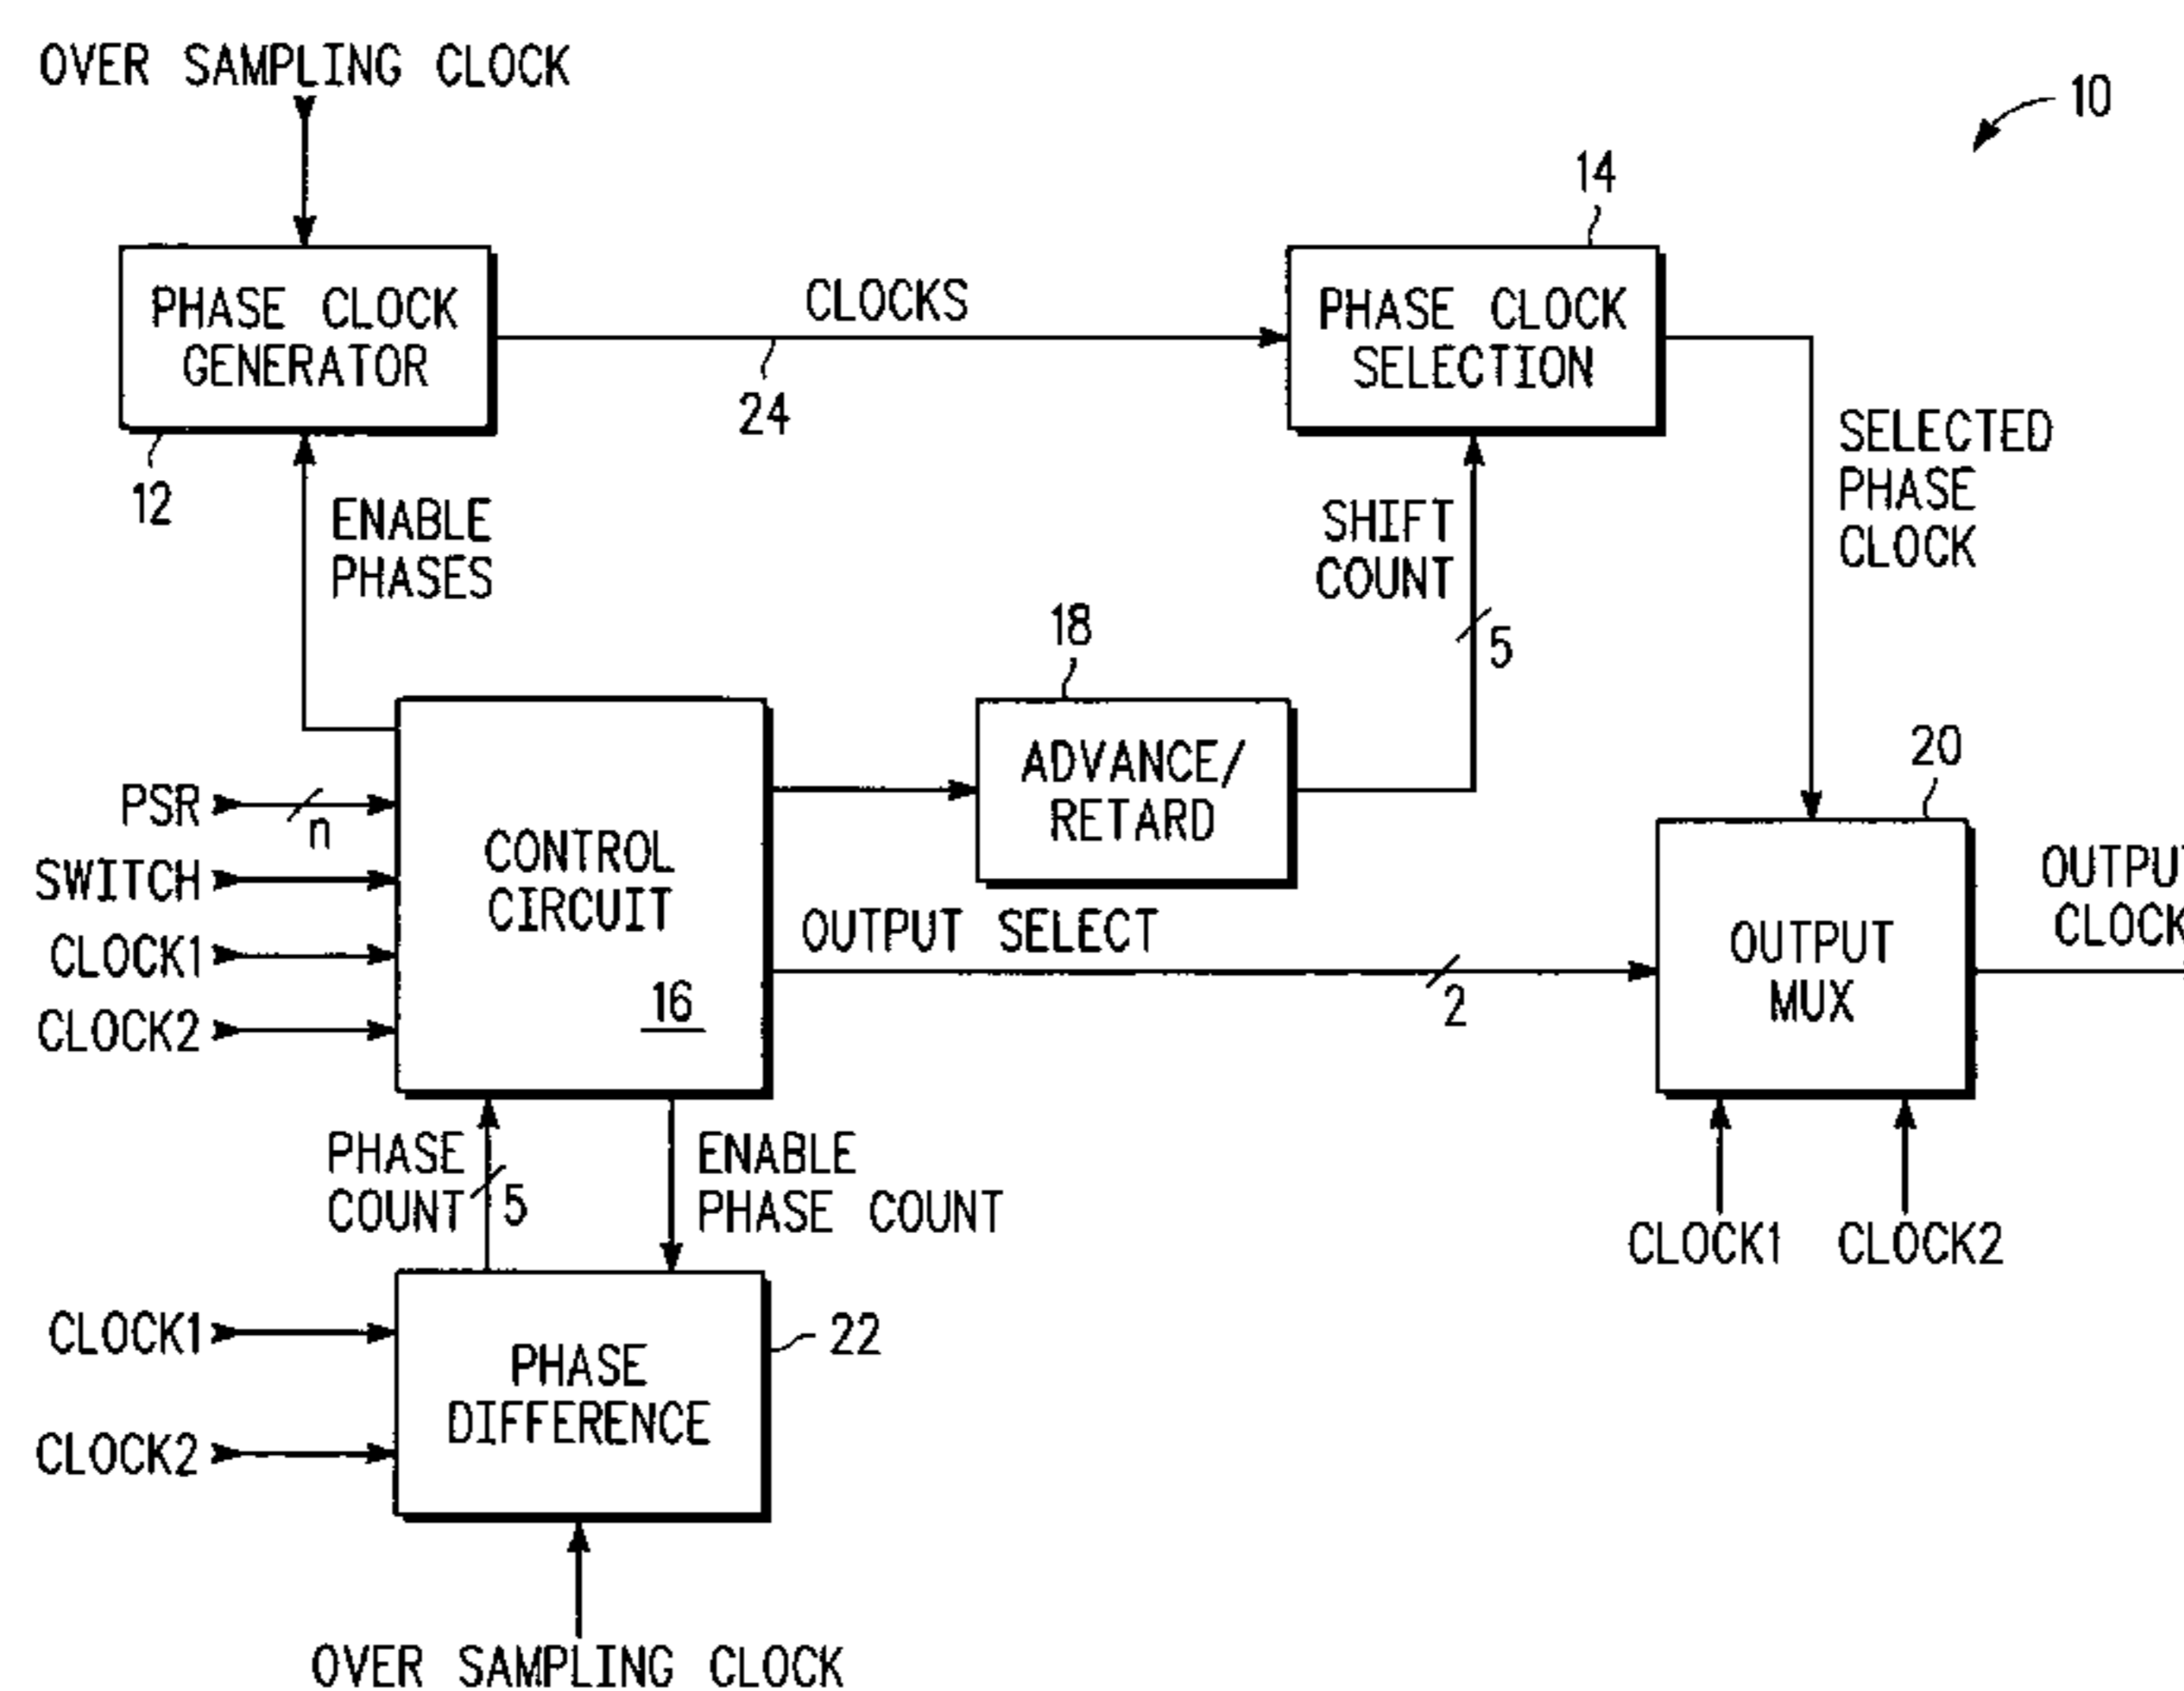 OVER SAMPLING CLOCK
10
14
PHASE CLOCK
GENERATOR
CLOCKS
PHASE CLOCK
SELECTION
24
12
ENABLE
PHASES
SHIFT
COUNT
5
SELECTED
PHASE
CLOCK
18
ADVANCE/
RETARD
20
PSR
n
SWITCH
CLOCK1
CLOCK2
CONTROL
CIRCUIT
16
OUTPUT SELECT
2
OUTPUT
MUX
OUTPUT
CLOCK
PHASE
COUNT
5
ENABLE
PHASE COUNT
CLOCK1
CLOCK2
CLOCK1
CLOCK2
PHASE
DIFFERENCE
22
OVER SAMPLING CLOCK